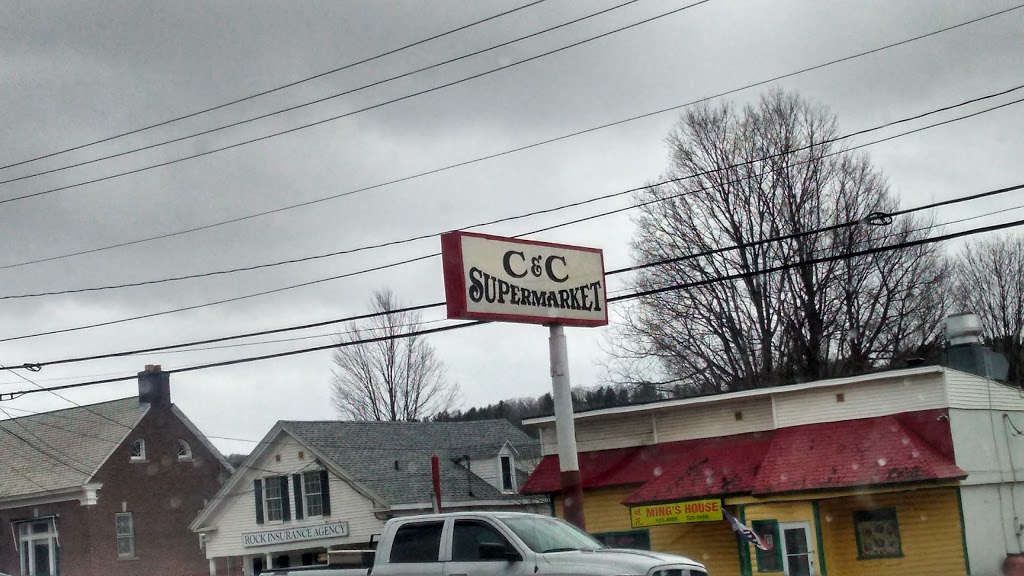 C & C
SUPERMARKET
ROCK INSURANCE AGENCY
MING'S HOUSE